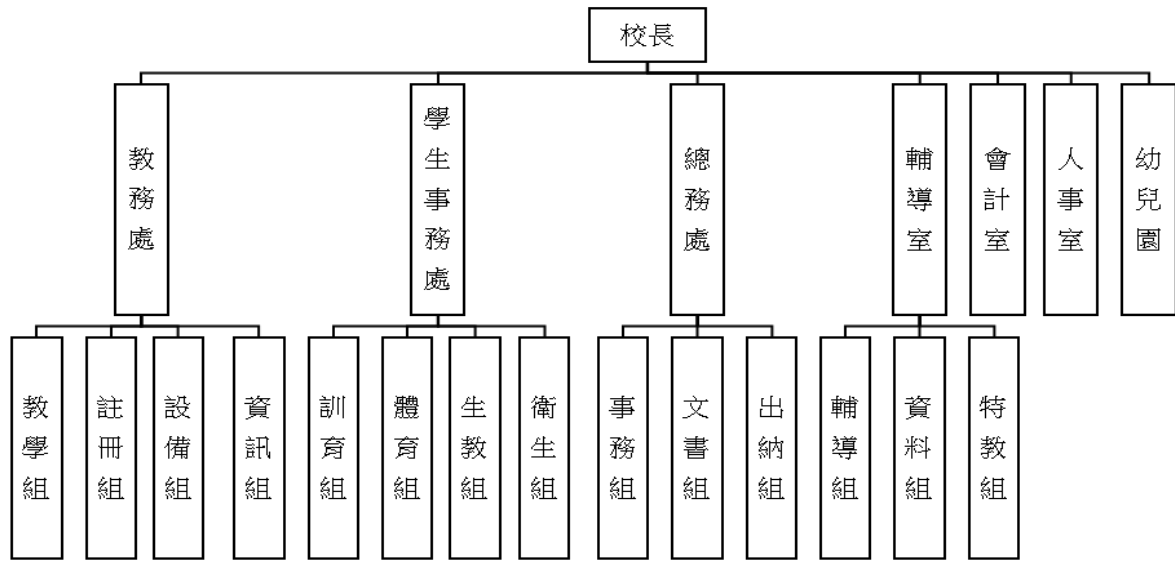 校長
教務處
學生事務處
總務處
輔導室
會計室
人事室
幼兒園
教學組
註冊組
設備組
資訊組
訓育組
體育組
生教組
衛生組
事務組
文書組
出納組
輔導組
資料組
特教組